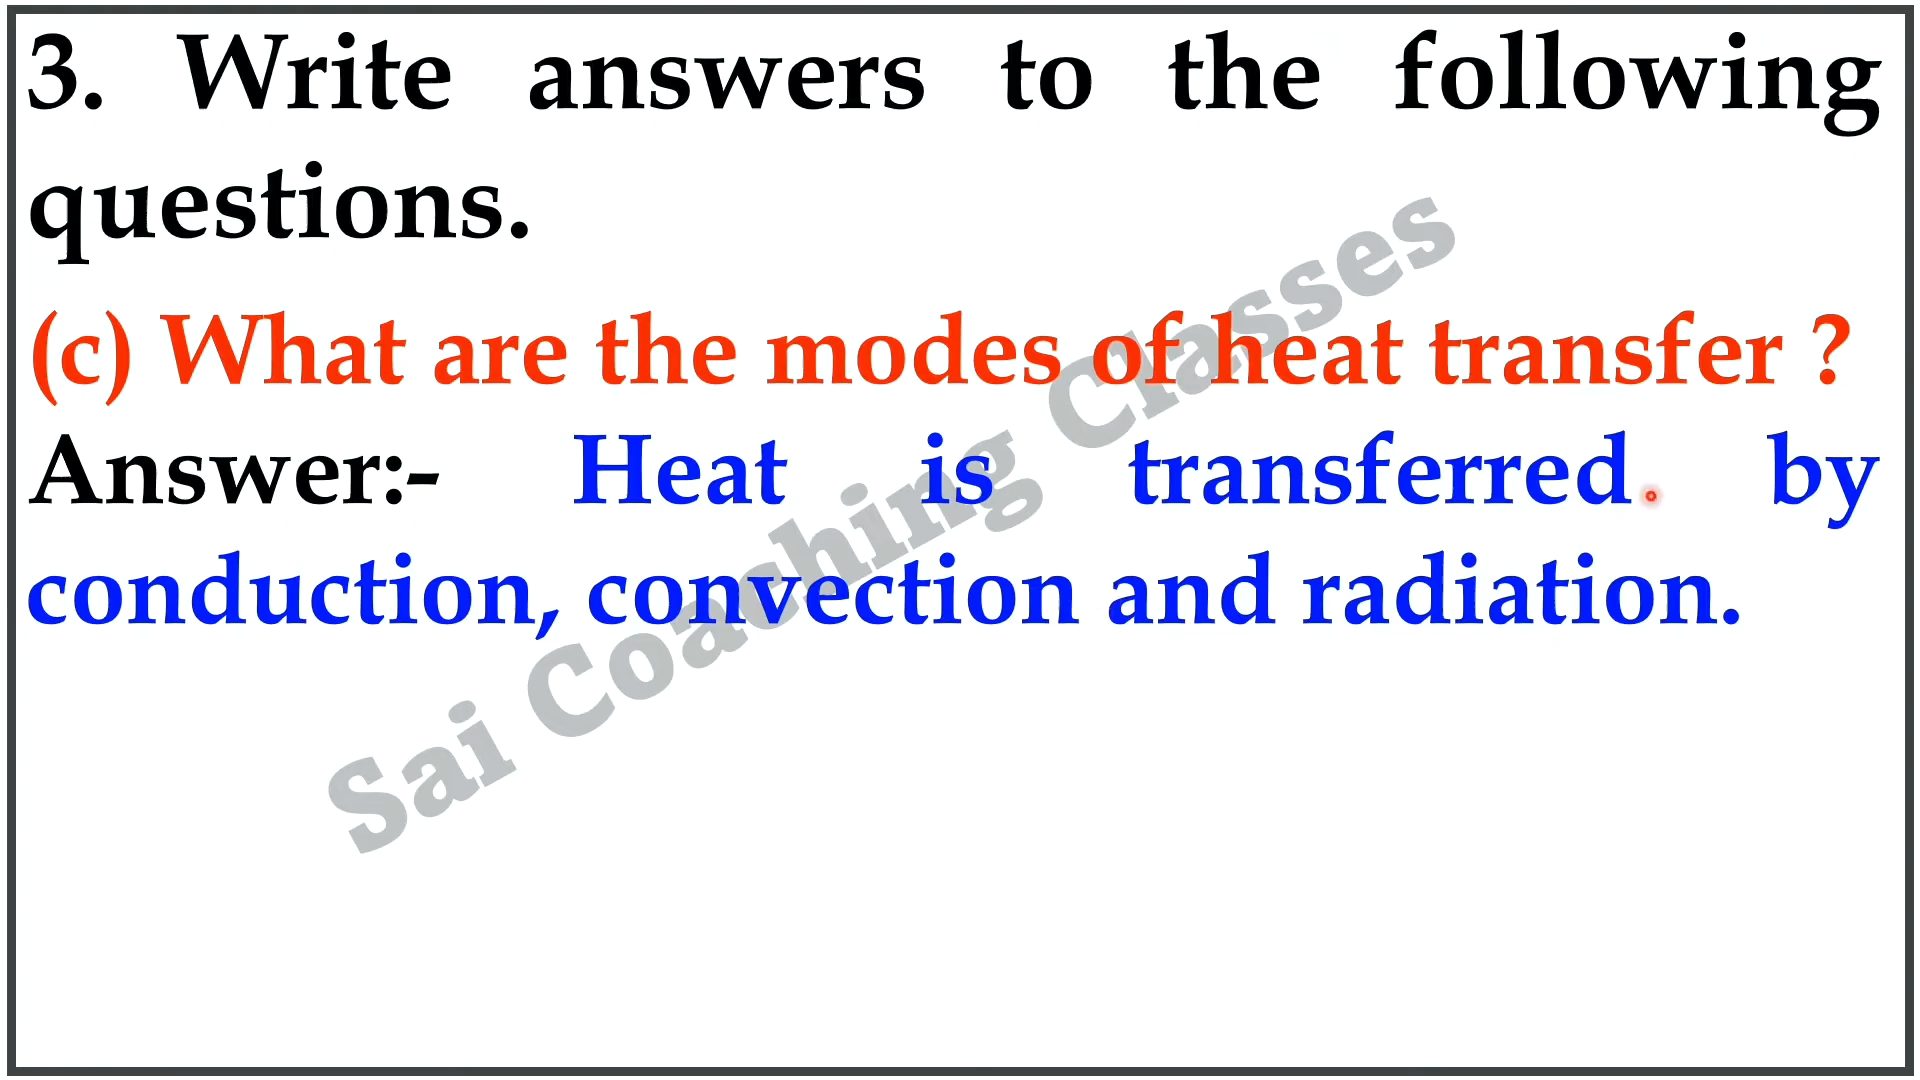 3. Write answers to the following
questions.
(c) What are the modes of heat transfer ?
Answer:- Heat is transferred by
conduction, convection and radiation.
Sai Coaching Classes